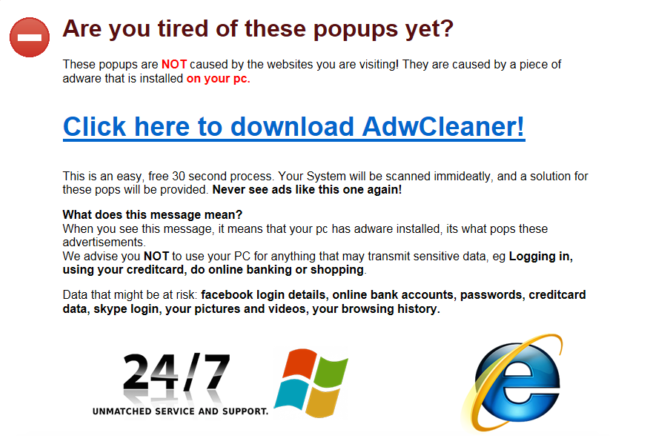 Are you tired of these popups yet?
These popups are NOT caused by the websites you are visiting! They are caused by a piece of
adware that is installed on your pc.
Click here to download AdwCleaner!
This is an easy, free 30 second process. Your System will be scanned immideatly, and a solution for
these pops will be provided. Never see ads like this one again!
What does this message mean?
When you see this message, it means that your pc has adware installed, its what pops these
advertisements.
We advise you NOT to use your PC for anything that may transmit sensitive data, eg Logging in,
using your creditcard, do online banking or shopping.
Data that might be at risk: facebook login details, online bank accounts, passwords, creditcard
data, skype login, your pictures and videos, your browsing history.
24/7
UNMATCHED SERVICE AND SUPPORT.